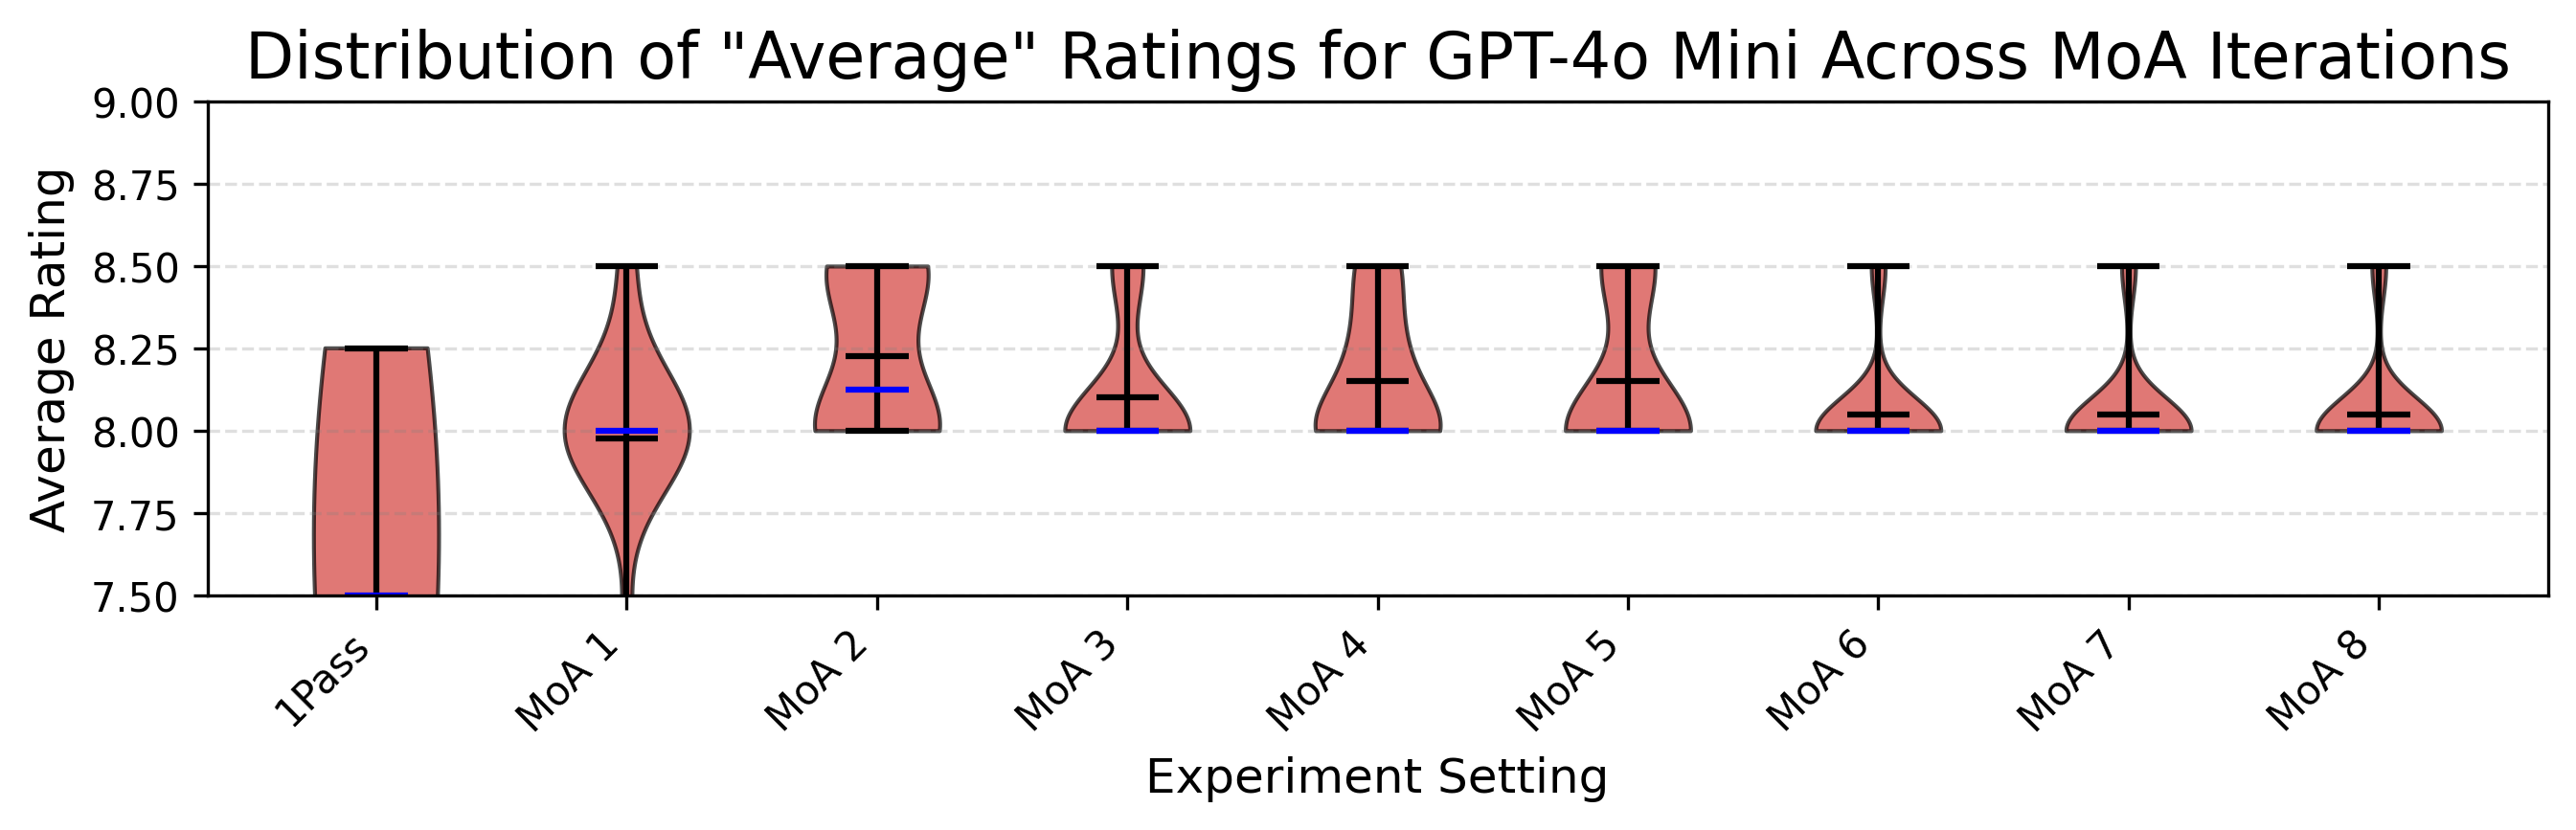 Distribution of "Average" Ratings for GPT-4o Mini Across MoA Iterations
Average Rating
9.00
8.75
8.50
8.25
8.00
7.75
7.50
1Pass
MoA 1
MoA 2
MoA 3
MoA 4
MoA 5
MoA 6
MoA 7
MoA 8
Experiment Setting